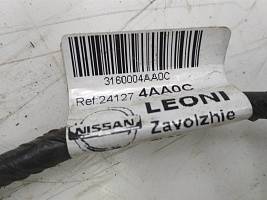 3160004AA0C
Ref:24127 4AA0C
LEONI
NISSAN
Zavolzhie